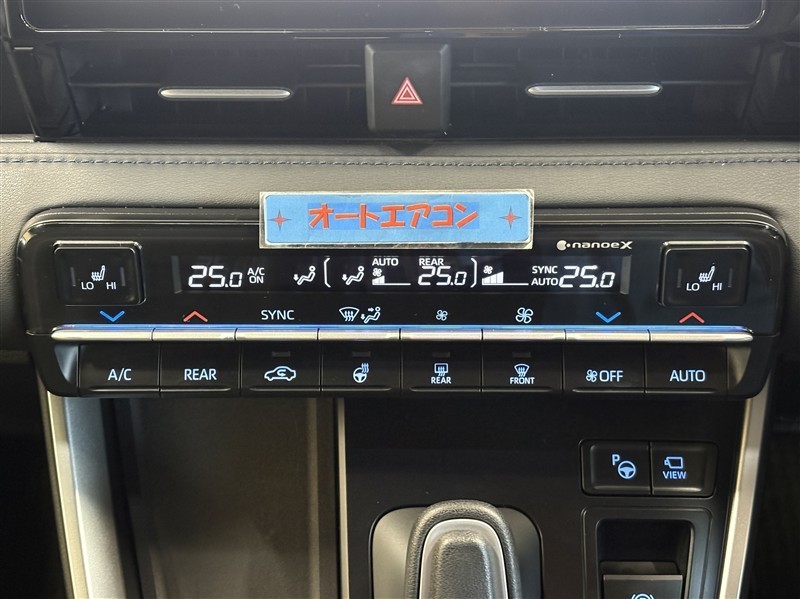 オートエアコン
nanoeX
LO HI
25.0 A/C ON
AUTO REAR 25.0
SYNC AUTO 25.0
LO HI
SYNC
A/C
REAR
REAR
FRONT
OFF
AUTO
P
VIEW